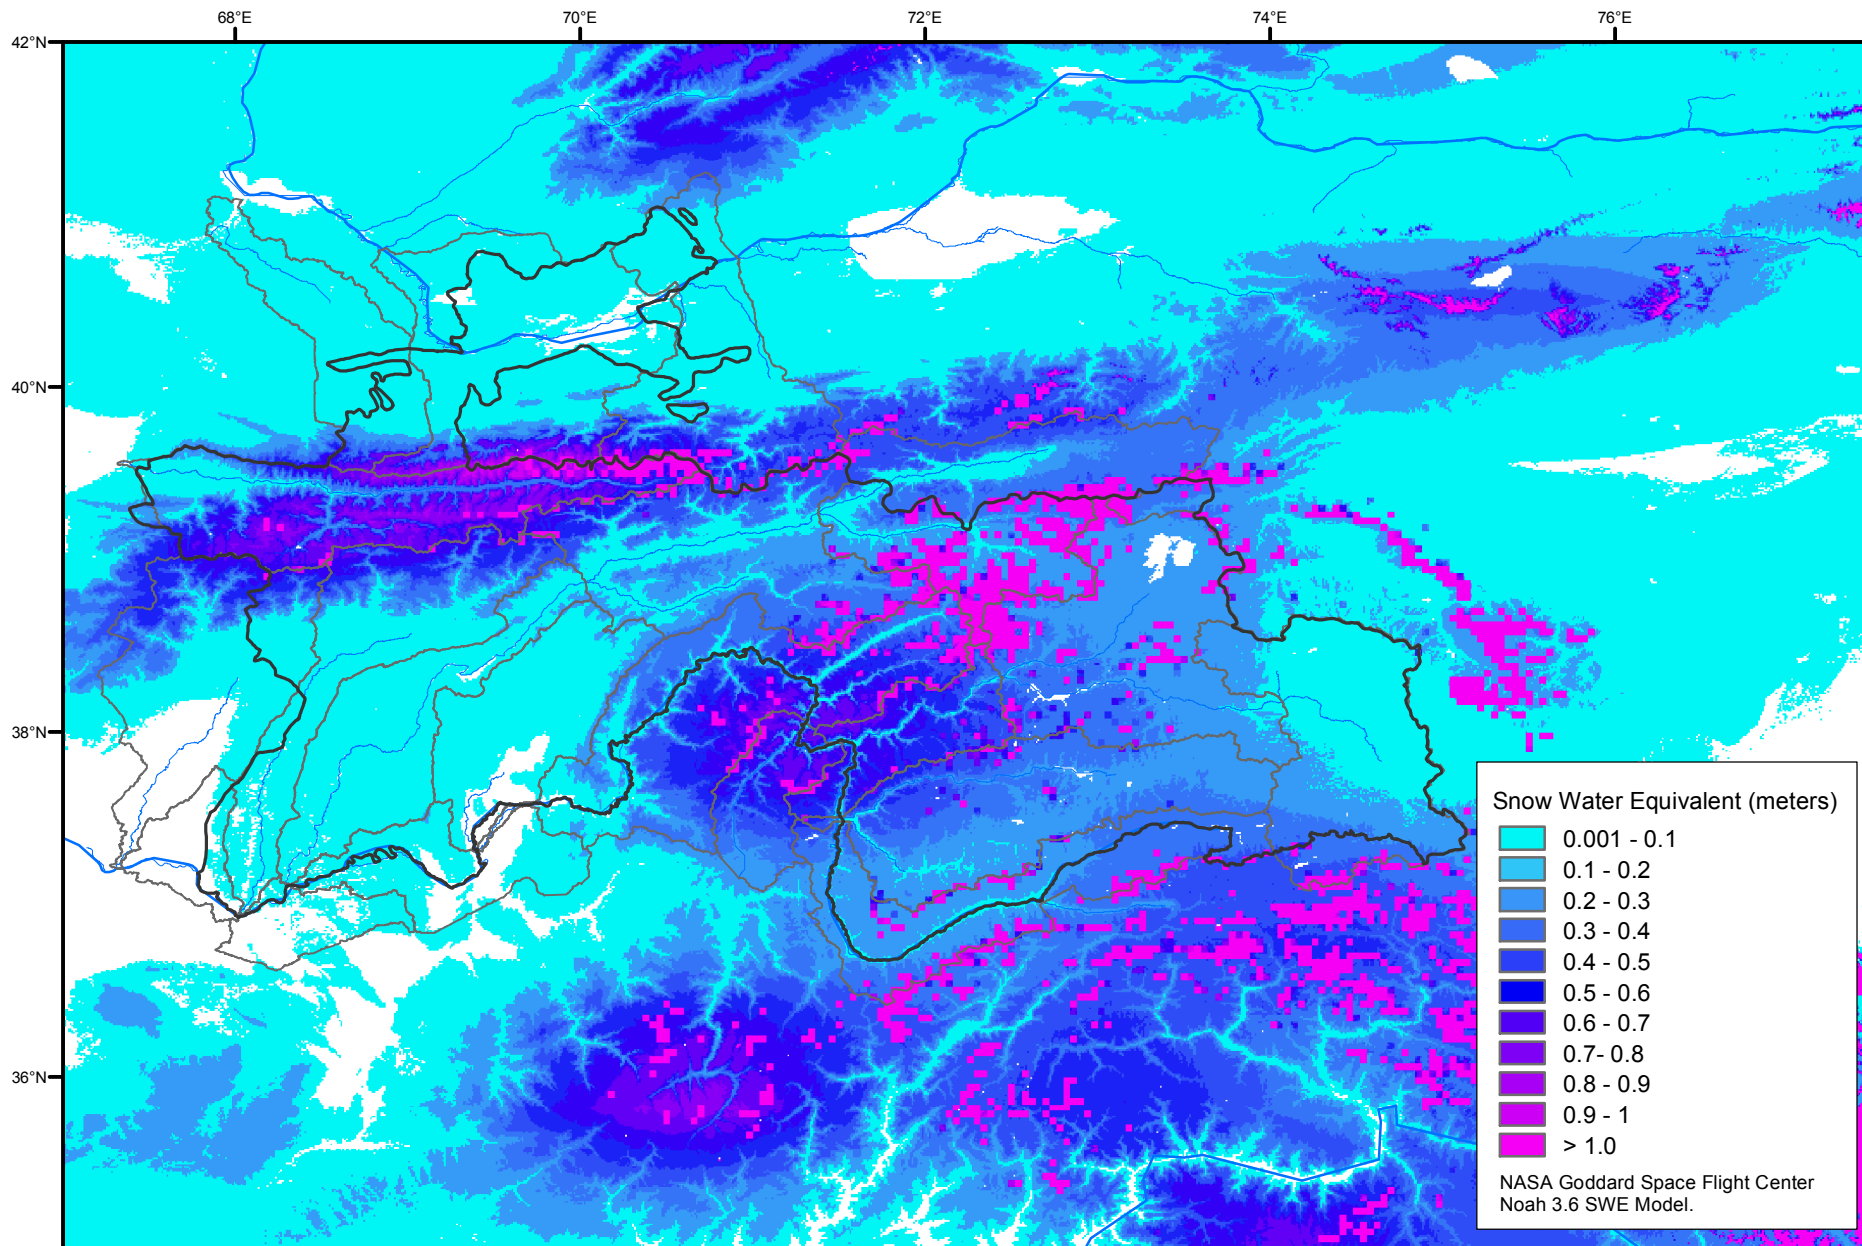 68°E
70°E
72°E
74°E
76°E
42°N
40°N
38°N
36°N
Snow Water Equivalent (meters)
0.001 - 0.1
0.1 - 0.2
0.2 - 0.3
0.3 - 0.4
0.4 - 0.5
0.5 - 0.6
0.6 - 0.7
0.7- 0.8
0.8 - 0.9
0.9 - 1
> 1.0
NASA Goddard Space Flight Center
Noah 3.6 SWE Model.